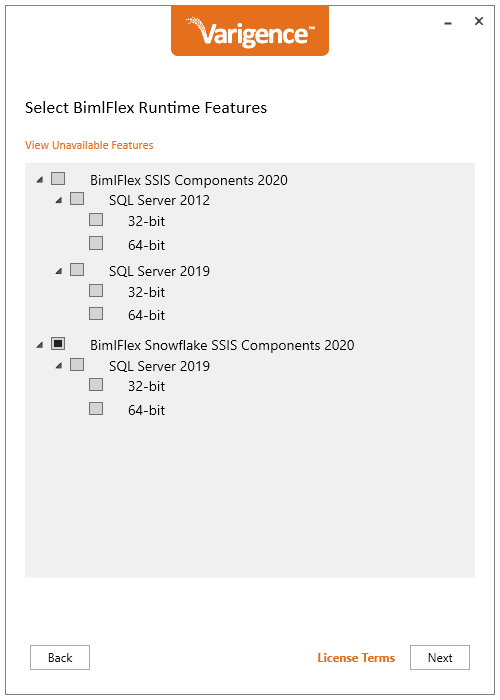 Varigence™
Select BimlFlex Runtime Features
View Unavailable Features
BimlFlex SSIS Components 2020
SQL Server 2012
32-bit
64-bit
SQL Server 2019
32-bit
64-bit
BimlFlex Snowflake SSIS Components 2020
SQL Server 2019
32-bit
64-bit
Back
License Terms
Next